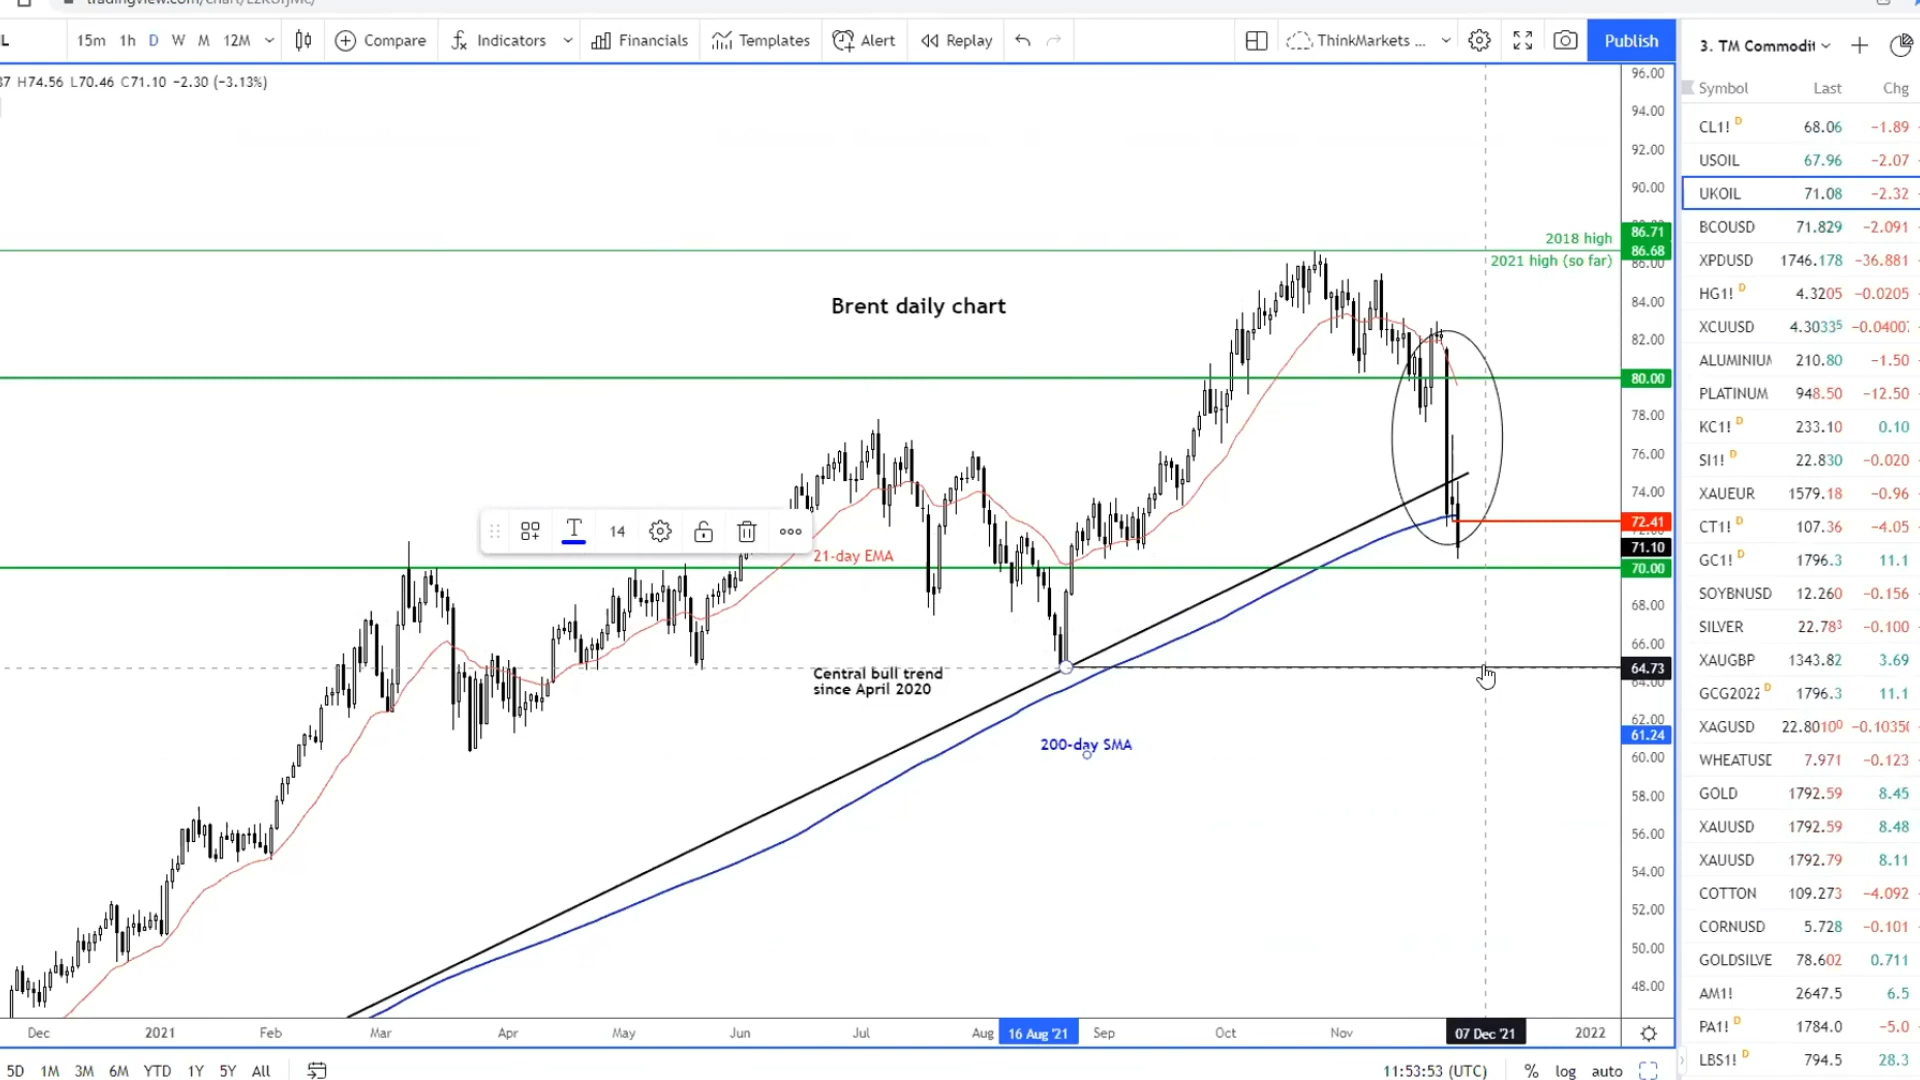 tradingview.com/chart/
15m 1h D W M 12M Compare Indicators Financials Templates Alert Replay ThinkMarkets ... Publish
H74.56 L70.46 C71.10 −2.30 (−3.13%)
96.00
94.00
92.00
90.00
2018 high
86.71
86.68
2021 high (so far)
86.00
Brent daily chart
84.00
82.00
80.00
78.00
76.00
74.00
14
72.41
71.10
21-day EMA
70.00
68.00
66.00
64.73
Central bull trend
since April 2020
64.00
62.00
61.24
200-day SMA
60.00
58.00
56.00
54.00
52.00
50.00
48.00
Dec 2021 Feb Mar Apr May Jun Jul Aug 16 Aug '21 Sep Oct Nov 07 Dec '21 2022
5D 1M 3M 6M YTD 1Y 5Y All 11:53:53 (UTC) % log auto
3. TM Commodit
Symbol Last Chg
CL1! D 68.06 −1.89
USOIL 67.96 −2.07
UKOIL 71.08 −2.32
BCOUSD 71.829 −2.091
XPDUSD 1746.178 −36.881
HG1! D 4.3205 −0.0205
XCUUSD 4.30335 −0.0400
ALUMINIUM 210.80 −1.50
PLATINUM 948.50 −12.50
KC1! D 233.10 0.10
SI1! D 22.830 −0.020
XAUEUR 1579.18 −0.96
CT1! D 107.36 −4.05
GC1! D 1796.3 11.1
SOYBNUSD 12.260 −0.156
SILVER 22.783 −0.100
XAUGBP 1343.82 3.69
GCG2022 D 1796.3 11.1
XAGUSD 22.80100 −0.1035
WHEATUSD 7.971 −0.123
GOLD 1792.59 8.45
XAUUSD 1792.59 8.48
XAUUSD 1792.79 8.11
COTTON 109.273 −4.092
CORNUSD 5.728 −0.101
GOLDSILVE 78.602 0.711
AM1! 2647.5 6.5
PA1! D 1784.0 −5.0
LBS1! D 794.5 28.3